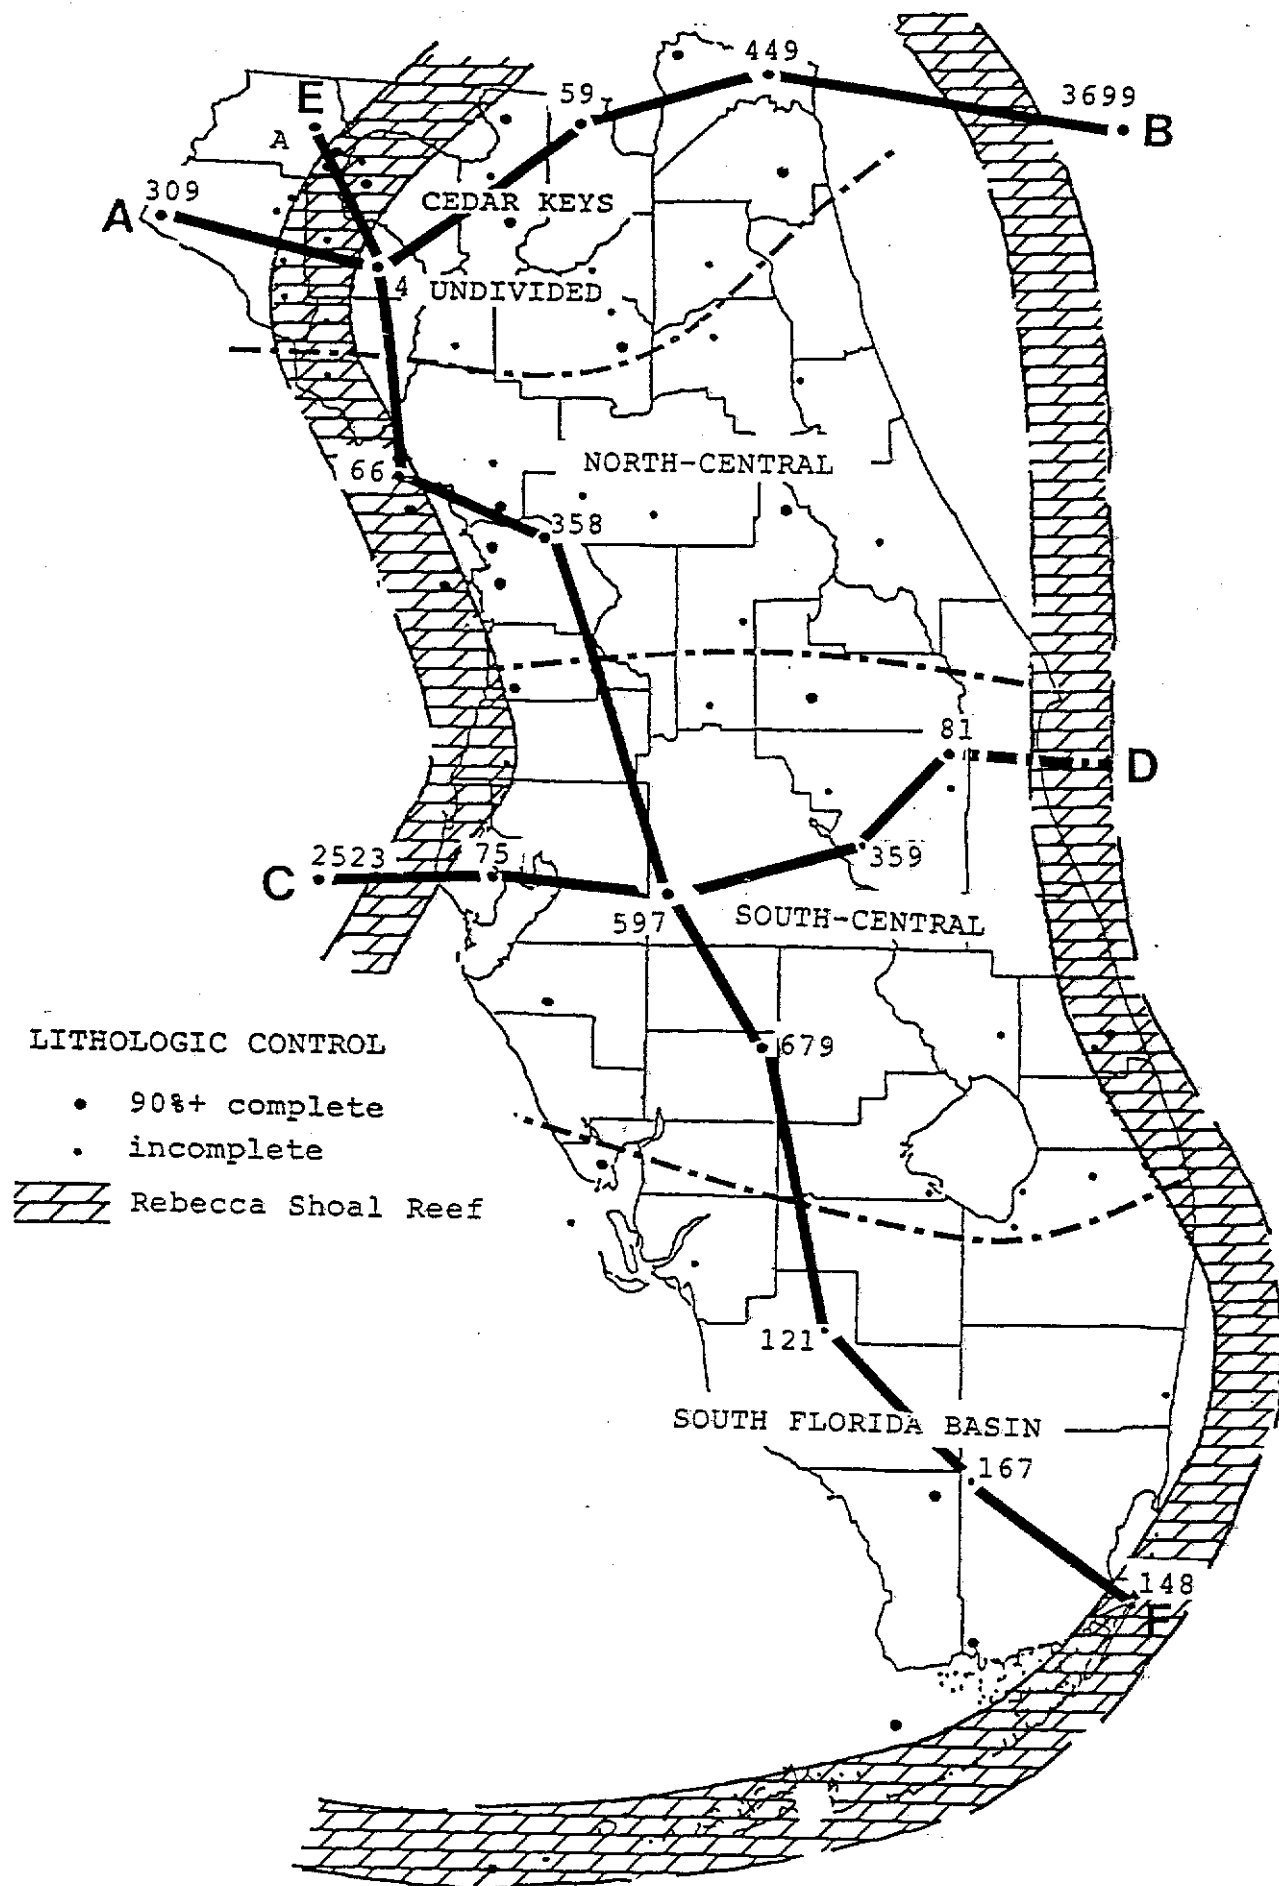 449
59
3699
E
B
A
309
A
CEDAR KEYS
4
UNDIVIDED
66
NORTH-CENTRAL
358
81
D
2523
75
359
C
597
SOUTH-CENTRAL
LITHOLOGIC CONTROL
679
90%+ complete
incomplete
Rebecca Shoal Reef
121
SOUTH FLORIDA BASIN
167
148
F